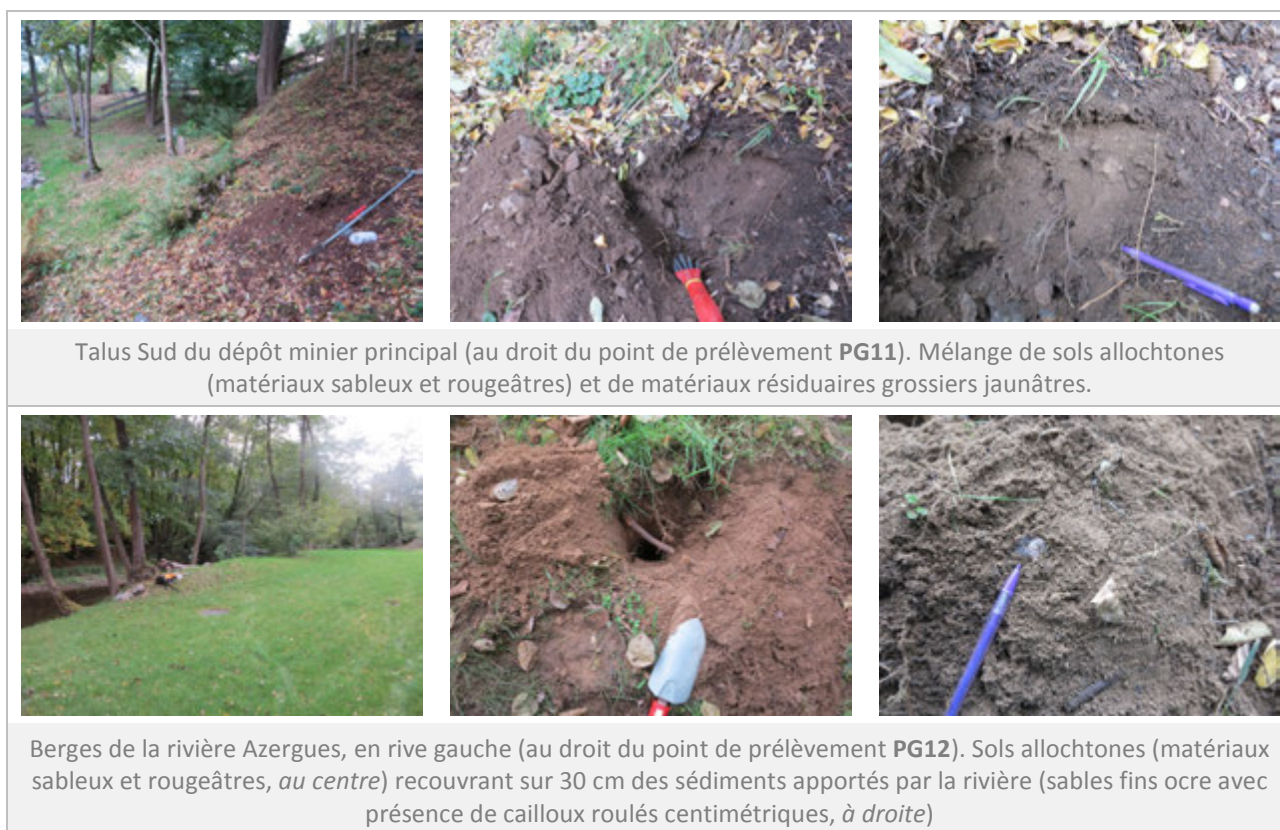 Talus Sud du dépôt minier principal (au droit du point de prélèvement PG11). Mélange de sols allochtones
(matériaux sableux et rougeâtres) et de matériaux résiduaires grossiers jaunâtres.
Berges de la rivière Azergues, en rive gauche (au droit du point de prélèvement PG12). Sols allochtones (matériaux
sableux et rougeâtres, au centre) recouvrant sur 30 cm des sédiments apportés par la rivière (sables fins ocre avec
présence de cailloux roulés centimétriques, à droite)